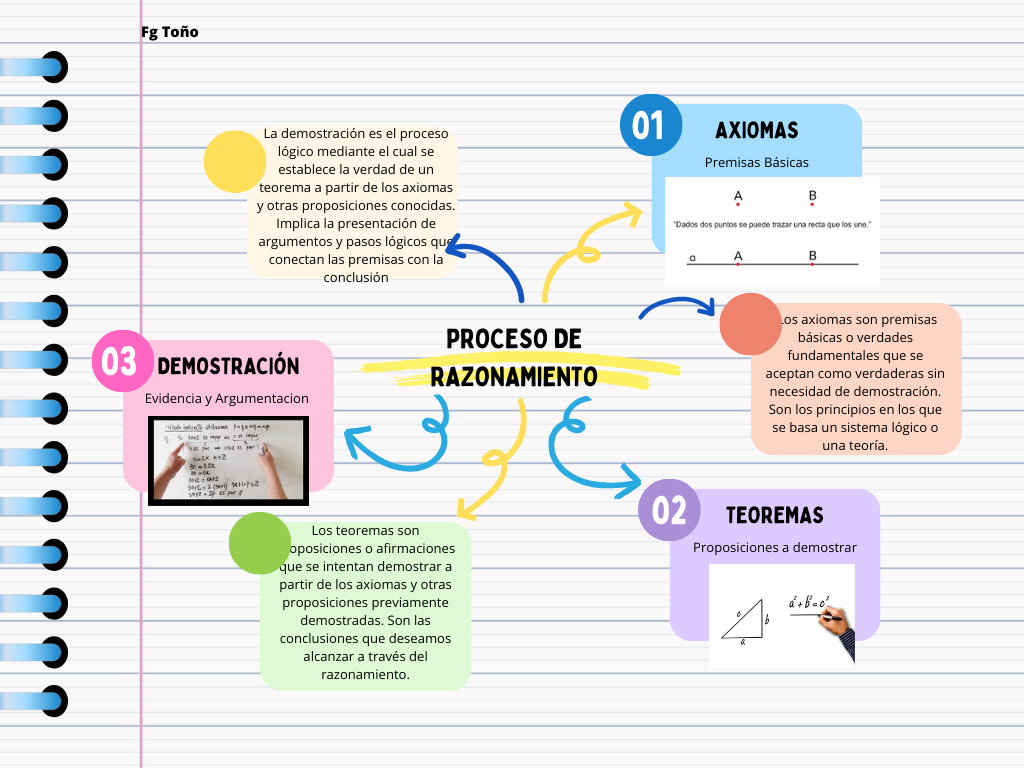 Fg Toño
La demostración es el proceso
lógico mediante el cual se
establece la verdad de un
teorema a partir de los axiomas
y otras proposiciones conocidas.
Implica la presentación de
argumentos y pasos lógicos que
conectan las premisas con la
conclusión
01
AXIOMAS
Premisas Básicas
A B
"Dados dos puntos se puede trazar una recta que los une."
a A B
PROCESO DE
RAZONAMIENTO
Los axiomas son premisas
básicas o verdades
fundamentales que se
aceptan como verdaderas sin
necesidad de demostración.
Son los principios en los que
se basa un sistema lógico o
una teoría.
03
DEMOSTRACIÓN
Evidencia y Argumentacion
método indirecto utilizamos
Los teoremas son
proposiciones o afirmaciones
que se intentan demostrar a
partir de los axiomas y otras
proposiciones previamente
demostradas. Son las
conclusiones que deseamos
alcanzar a través del
razonamiento.
02
TEOREMAS
Proposiciones a demostrar
a²+b²=c²
c b
a